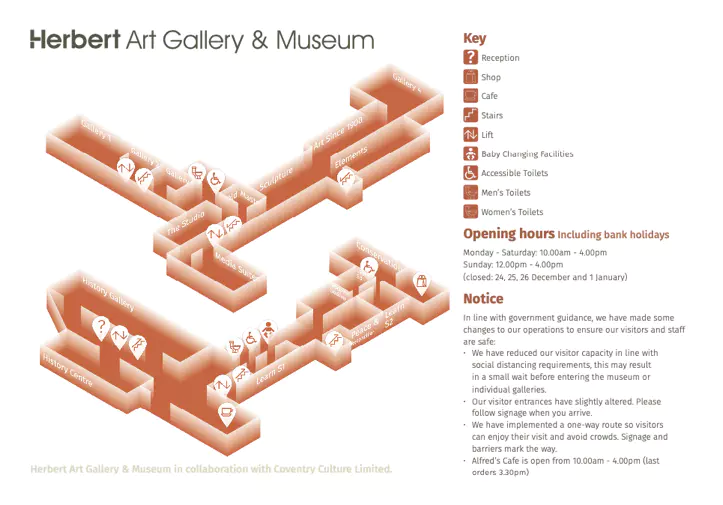 Herbert Art Gallery & Museum
Gallery 4
Art Since 1900
Elements
Sculpture
The Studio
Media Suite
History Gallery
History Centre
Learn S1
Peace &
Learn
S2
Key
Reception
Shop
Cafe
Stairs
Lift
Baby Changing Facilities
Accessible Toilets
Men's Toilets
Women's Toilets
Opening hours Including bank holidays
Monday - Saturday: 10.00am - 4.00pm
Sunday: 12.00pm - 4.00pm
(closed: 24, 25, 26 December and 1 January)
Notice
In line with government guidance, we have made some
changes to our operations to ensure our visitors and staff
are safe:
· We have reduced our visitor capacity in line with
social distancing requirements, this may result
in a small wait before entering the museum or
individual galleries.
· Our visitor entrances have slightly altered. Please
follow signage when you arrive.
· We have implemented a one-way route so visitors
can enjoy their visit and avoid crowds. Signage and
barriers mark the way.
· Alfred's Cafe is open from 10.00am - 4.00pm (last
orders 3.30pm)
Herbert Art Gallery & Museum in collaboration with Coventry Culture Limited.